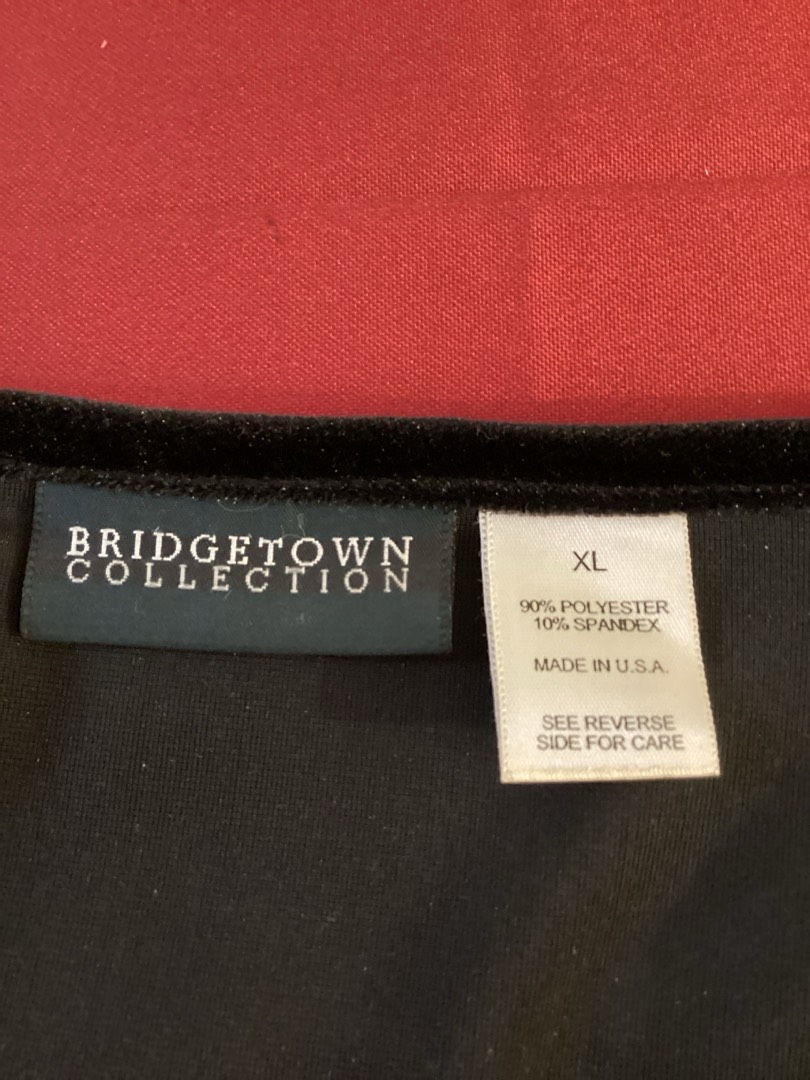 BRIDGETOWN
COLLECTION
XL
90% POLYESTER
10% SPANDEX
MADE IN U.S.A.
SEE REVERSE
SIDE FOR CARE